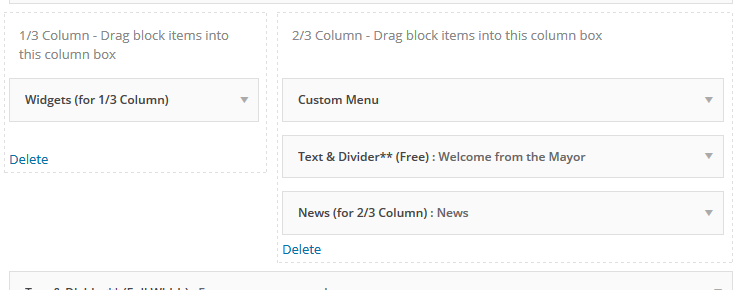 1/3 Column - Drag block items into
this column box
Widgets (for 1/3 Column)
Delete
2/3 Column - Drag block items into this column box
Custom Menu
Text & Divider** (Free) : Welcome from the Mayor
News (for 2/3 Column) : News
Delete